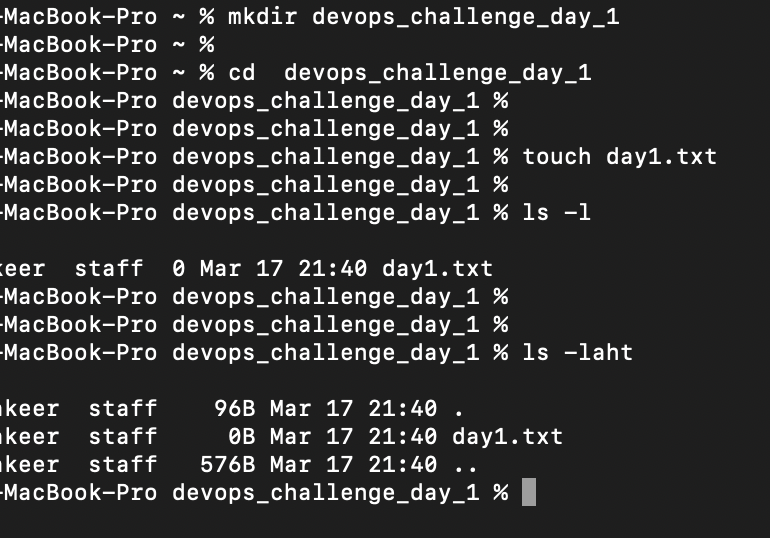 -MacBook-Pro ~ % mkdir devops_challenge_day_1
-MacBook-Pro ~ %
-MacBook-Pro ~ % cd  devops_challenge_day_1
-MacBook-Pro devops_challenge_day_1 %
-MacBook-Pro devops_challenge_day_1 %
-MacBook-Pro devops_challenge_day_1 % touch day1.txt
-MacBook-Pro devops_challenge_day_1 %
-MacBook-Pro devops_challenge_day_1 % ls -l
keer  staff  0 Mar 17 21:40 day1.txt
-MacBook-Pro devops_challenge_day_1 %
-MacBook-Pro devops_challenge_day_1 %
-MacBook-Pro devops_challenge_day_1 % ls -laht
akeer  staff    96B Mar 17 21:40 .
akeer  staff     0B Mar 17 21:40 day1.txt
akeer  staff   576B Mar 17 21:40 ..
-MacBook-Pro devops_challenge_day_1 %